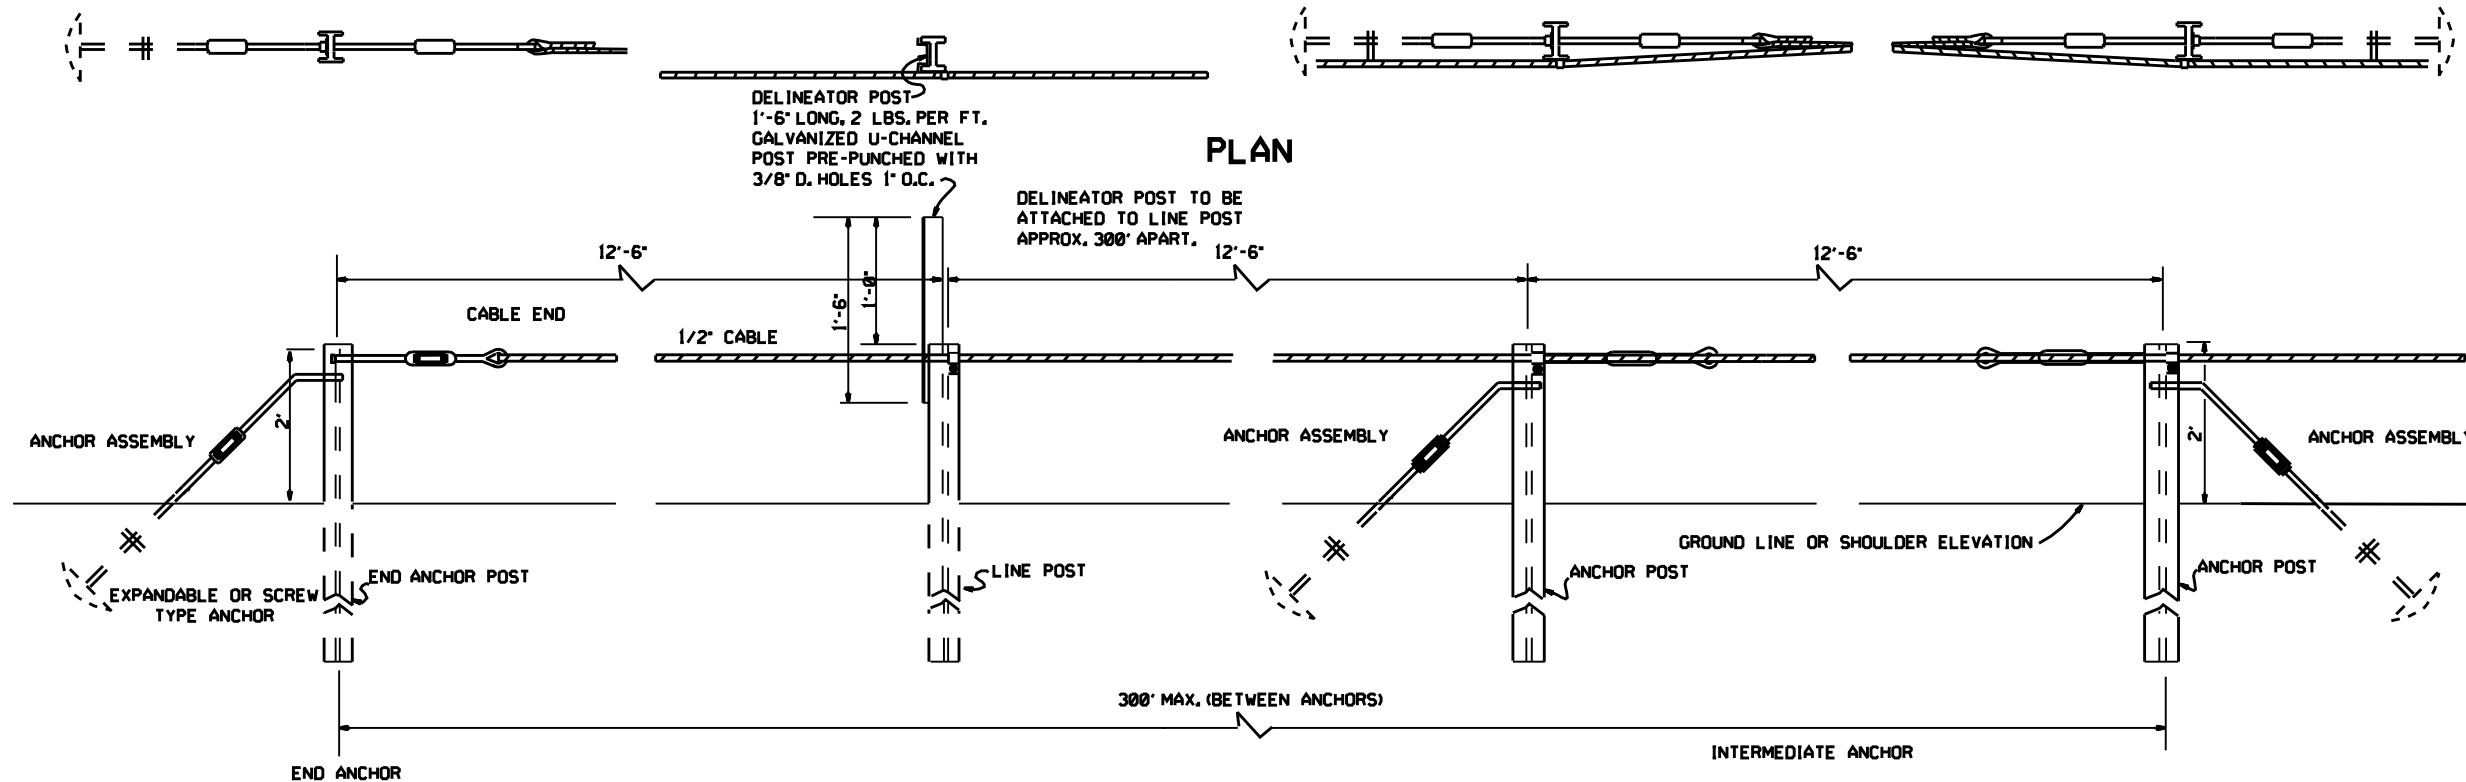 DELINEATOR POST
1'-6" LONG, 2 LBS. PER FT.
GALVANIZED U-CHANNEL
POST PRE-PUNCHED WITH
3/8" D. HOLES 1" O.C.
PLAN
DELINEATOR POST TO BE
ATTACHED TO LINE POST
APPROX. 300' APART.
12'-6"
12'-6"
12'-6"
CABLE END
1/2" CABLE
1'-6"
1'-0"
ANCHOR ASSEMBLY
2'
ANCHOR ASSEMBLY
2'
ANCHOR ASSEMBLY
GROUND LINE OR SHOULDER ELEVATION
EXPANDABLE OR SCREW
TYPE ANCHOR
END ANCHOR POST
LINE POST
ANCHOR POST
ANCHOR POST
300' MAX. (BETWEEN ANCHORS)
INTERMEDIATE ANCHOR
END ANCHOR